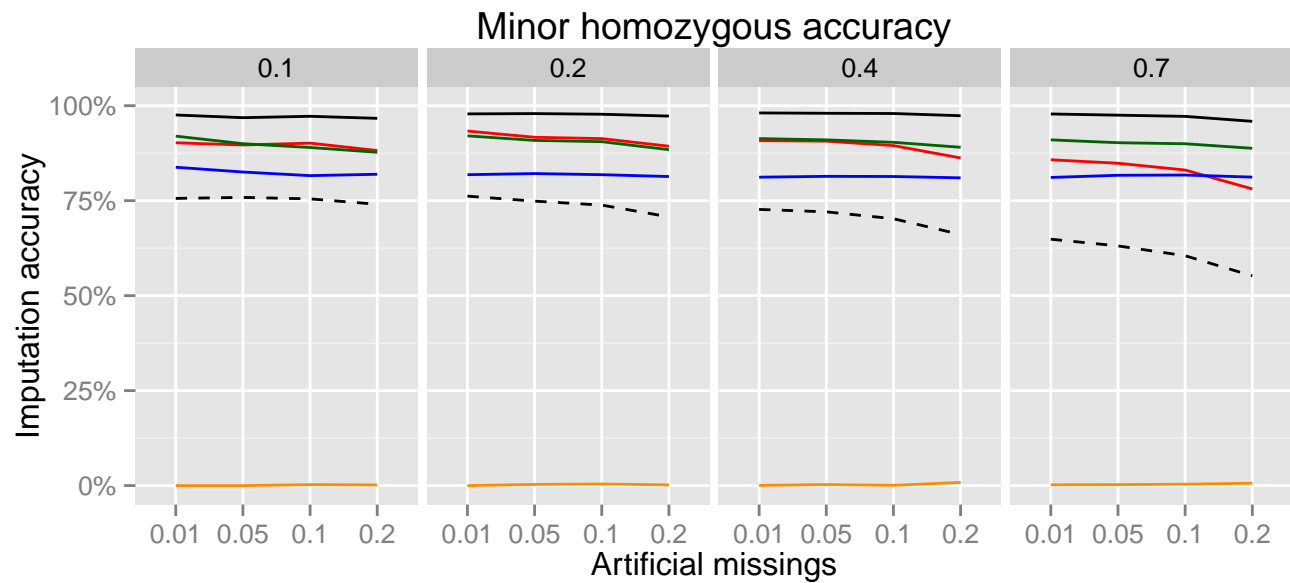 Minor homozygous accuracy
0.1 0.2 0.4 0.7
Imputation accuracy
100%
75%
50%
25%
0%
0.01 0.05 0.1 0.2 0.01 0.05 0.1 0.2 0.01 0.05 0.1 0.2 0.01 0.05 0.1 0.2
Artificial missings